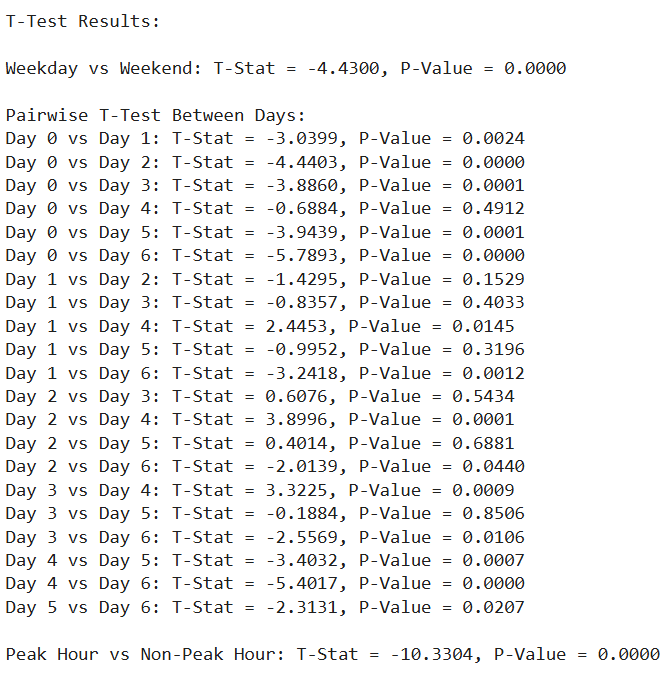 T-Test Results:
Weekday vs Weekend: T-Stat = -4.4300, P-Value = 0.0000
Pairwise T-Test Between Days:
Day 0 vs Day 1: T-Stat = -3.0399, P-Value = 0.0024
Day 0 vs Day 2: T-Stat = -4.4403, P-Value = 0.0000
Day 0 vs Day 3: T-Stat = -3.8860, P-Value = 0.0001
Day 0 vs Day 4: T-Stat = -0.6884, P-Value = 0.4912
Day 0 vs Day 5: T-Stat = -3.9439, P-Value = 0.0001
Day 0 vs Day 6: T-Stat = -5.7893, P-Value = 0.0000
Day 1 vs Day 2: T-Stat = -1.4295, P-Value = 0.1529
Day 1 vs Day 3: T-Stat = -0.8357, P-Value = 0.4033
Day 1 vs Day 4: T-Stat = 2.4453, P-Value = 0.0145
Day 1 vs Day 5: T-Stat = -0.9952, P-Value = 0.3196
Day 1 vs Day 6: T-Stat = -3.2418, P-Value = 0.0012
Day 2 vs Day 3: T-Stat = 0.6076, P-Value = 0.5434
Day 2 vs Day 4: T-Stat = 3.8996, P-Value = 0.0001
Day 2 vs Day 5: T-Stat = 0.4014, P-Value = 0.6881
Day 2 vs Day 6: T-Stat = -2.0139, P-Value = 0.0440
Day 3 vs Day 4: T-Stat = 3.3225, P-Value = 0.0009
Day 3 vs Day 5: T-Stat = -0.1884, P-Value = 0.8506
Day 3 vs Day 6: T-Stat = -2.5569, P-Value = 0.0106
Day 4 vs Day 5: T-Stat = -3.4032, P-Value = 0.0007
Day 4 vs Day 6: T-Stat = -5.4017, P-Value = 0.0000
Day 5 vs Day 6: T-Stat = -2.3131, P-Value = 0.0207
Peak Hour vs Non-Peak Hour: T-Stat = -10.3304, P-Value = 0.0000